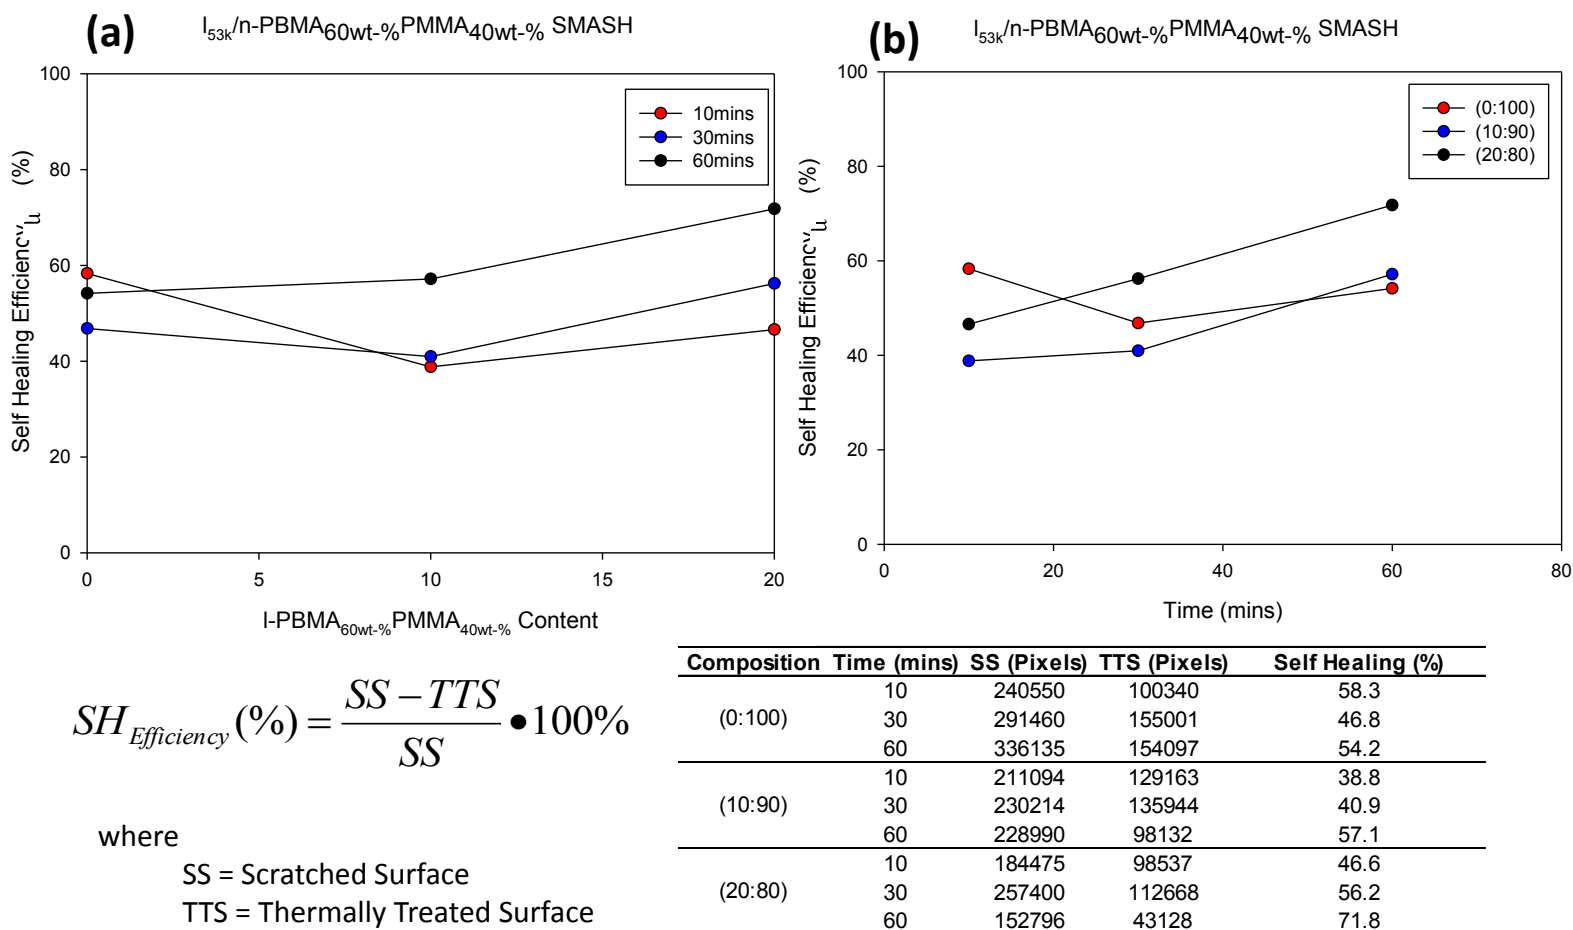 (a)
l53k/n-PBMA60wt-%PMMA40wt-% SMASH
100
80
60
40
20
0
0 5 10 15 20
Self Healing Efficiency (%)
l-PBMA60wt-%PMMA40wt-% Content
10mins
30mins
60mins
(b)
l53k/n-PBMA60wt-%PMMA40wt-% SMASH
100
80
60
40
20
0
0 20 40 60 80
Self Healing Efficiency (%)
Time (mins)
(0:100)
(10:90)
(20:80)
SH Efficiency (%) = SS – TTS / SS • 100%
where
SS = Scratched Surface
TTS = Thermally Treated Surface
Composition Time (mins) SS (Pixels) TTS (Pixels) Self Healing (%)
10 240550 100340 58.3
(0:100) 30 291460 155001 46.8
60 336135 154097 54.2
10 211094 129163 38.8
(10:90) 30 230214 135944 40.9
60 228990 98132 57.1
10 184475 98537 46.6
(20:80) 30 257400 112668 56.2
60 152796 43128 71.8